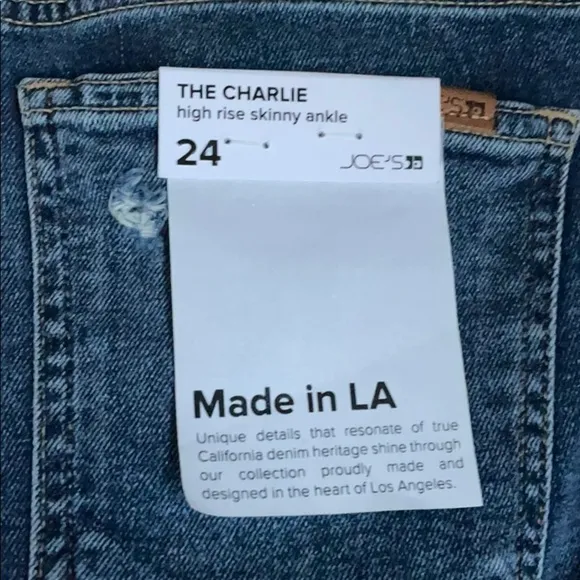 THE CHARLIE
high rise skinny ankle
24
JOE'S
Made in LA
Unique details that resonate of true
California denim heritage shine through
our collection proudly made and
designed in the heart of Los Angeles.